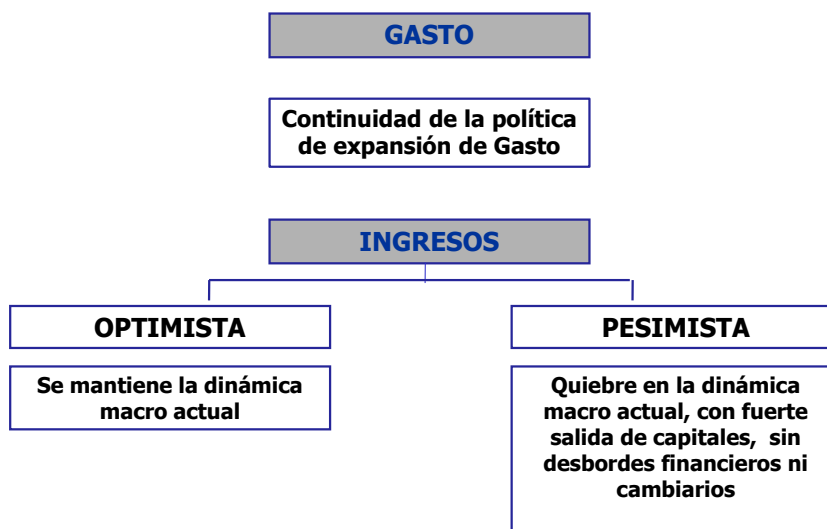 GASTO
Continuidad de la política
de expansión de Gasto
INGRESOS
OPTIMISTA
Se mantiene la dinámica
macro actual
PESIMISTA
Quiebre en la dinámica
macro actual, con fuerte
salida de capitales, sin
desbordes financieros ni
cambiarios